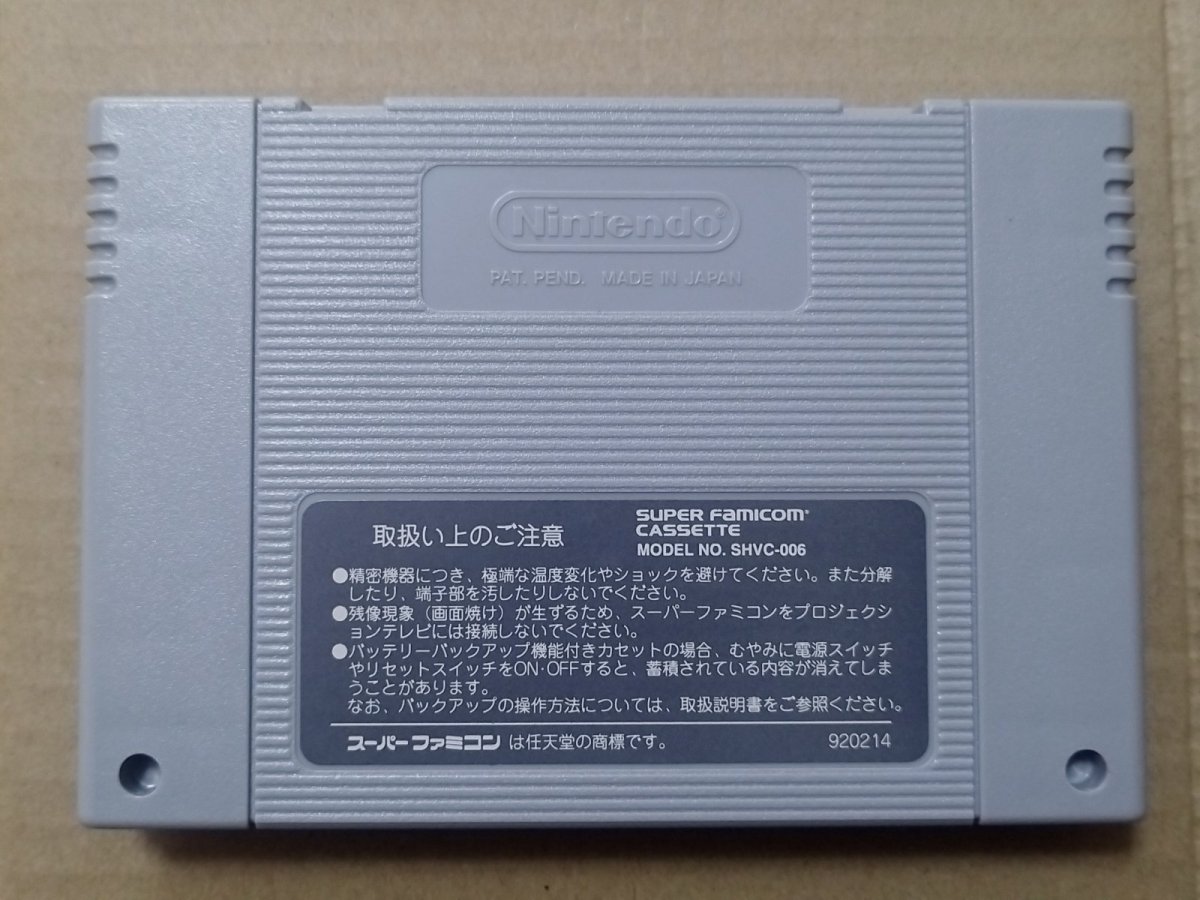 Nintendo®
PAT. PEND. MADE IN JAPAN
取扱い上のご注意
SUPER FAMICOM®
CASSETTE
MODEL NO. SHVC-006
●精密機器につき、極端な温度変化やショックを避けてください。また分解
したり、端子部を汚したりしないでください。
●残像現象（画面焼け）が生ずるため、スーパーファミコンをプロジェクシ
ョンテレビには接続しないでください。
●バッテリーバックアップ機能付きカセットの場合、むやみに電源スイッチ
やリセットスイッチをON·OFFすると、蓄積されている内容が消えてしま
うことがあります。
なお、バックアップの操作方法については、取扱説明書をご参照ください。
スーパーファミコンは任天堂の商標です。
920214